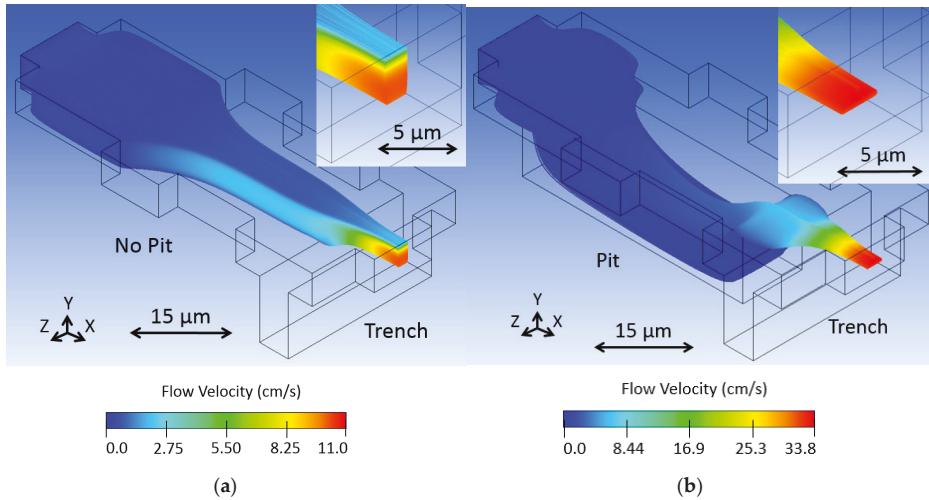 5 μm
No Pit
Y
Z X
15 μm
Trench
Flow Velocity (cm/s)
0.0 2.75 5.50 8.25 11.0
(a)
5 μm
Pit
Y
Z X
15 μm
Trench
Flow Velocity (cm/s)
0.0 8.44 16.9 25.3 33.8
(b)